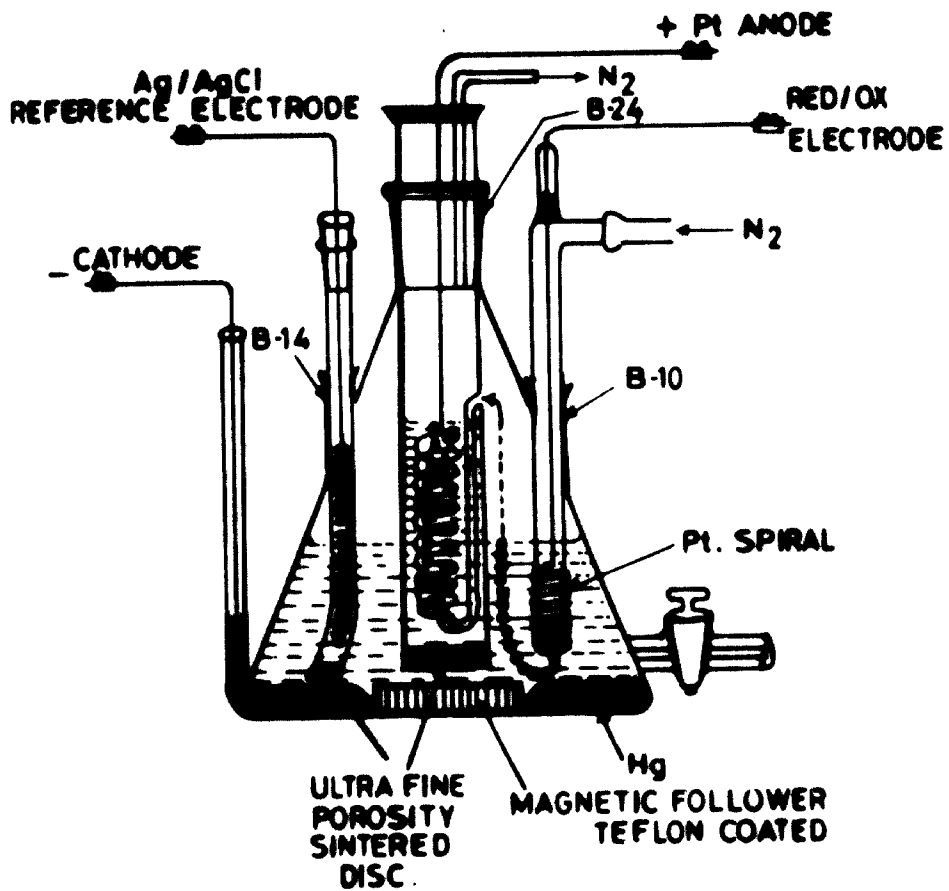 + Pt ANODE
Ag/AgCl
REFERENCE ELECTRODE
N2
B-24
RED/OX
ELECTRODE
N2
- CATHODE
B-14
B-10
Pt. SPIRAL
Hg
ULTRA FINE
POROSITY
SINTERED
DISC.
MAGNETIC FOLLOWER
TEFLON COATED